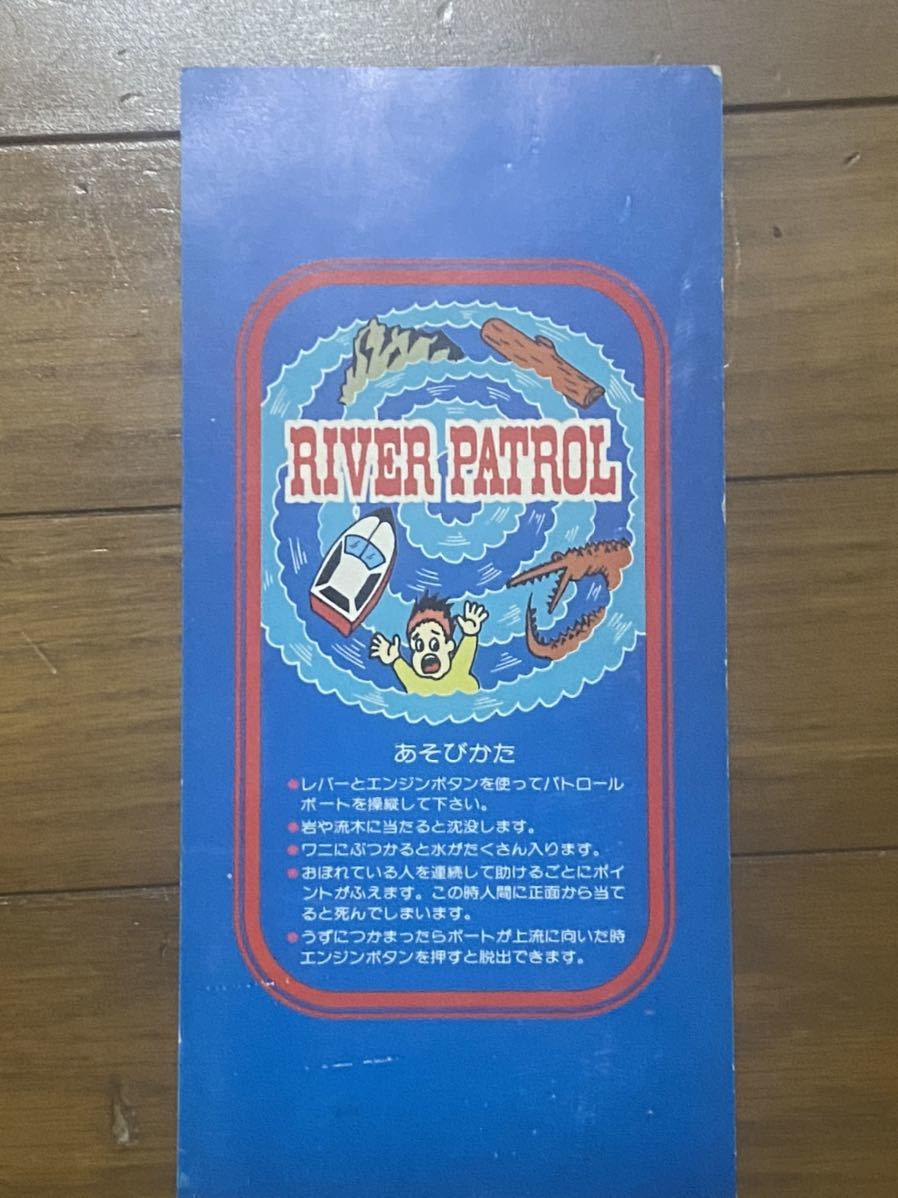 RIVER PATROL
あそびかた
●レバーとエンジンボタンを使ってパトロール
ボートを操縦して下さい。
●岩や流木に当たると沈没します。
●ワニにぶつかると水がたくさん入ります。
●おぼれている人を連続して助けるごとにポイ
ントがふえます。この時人間に正面から当て
ると死んでしまいます。
●うずにつかまったらボートが上流に向いた時
エンジンボタンを押すと脱出できます。